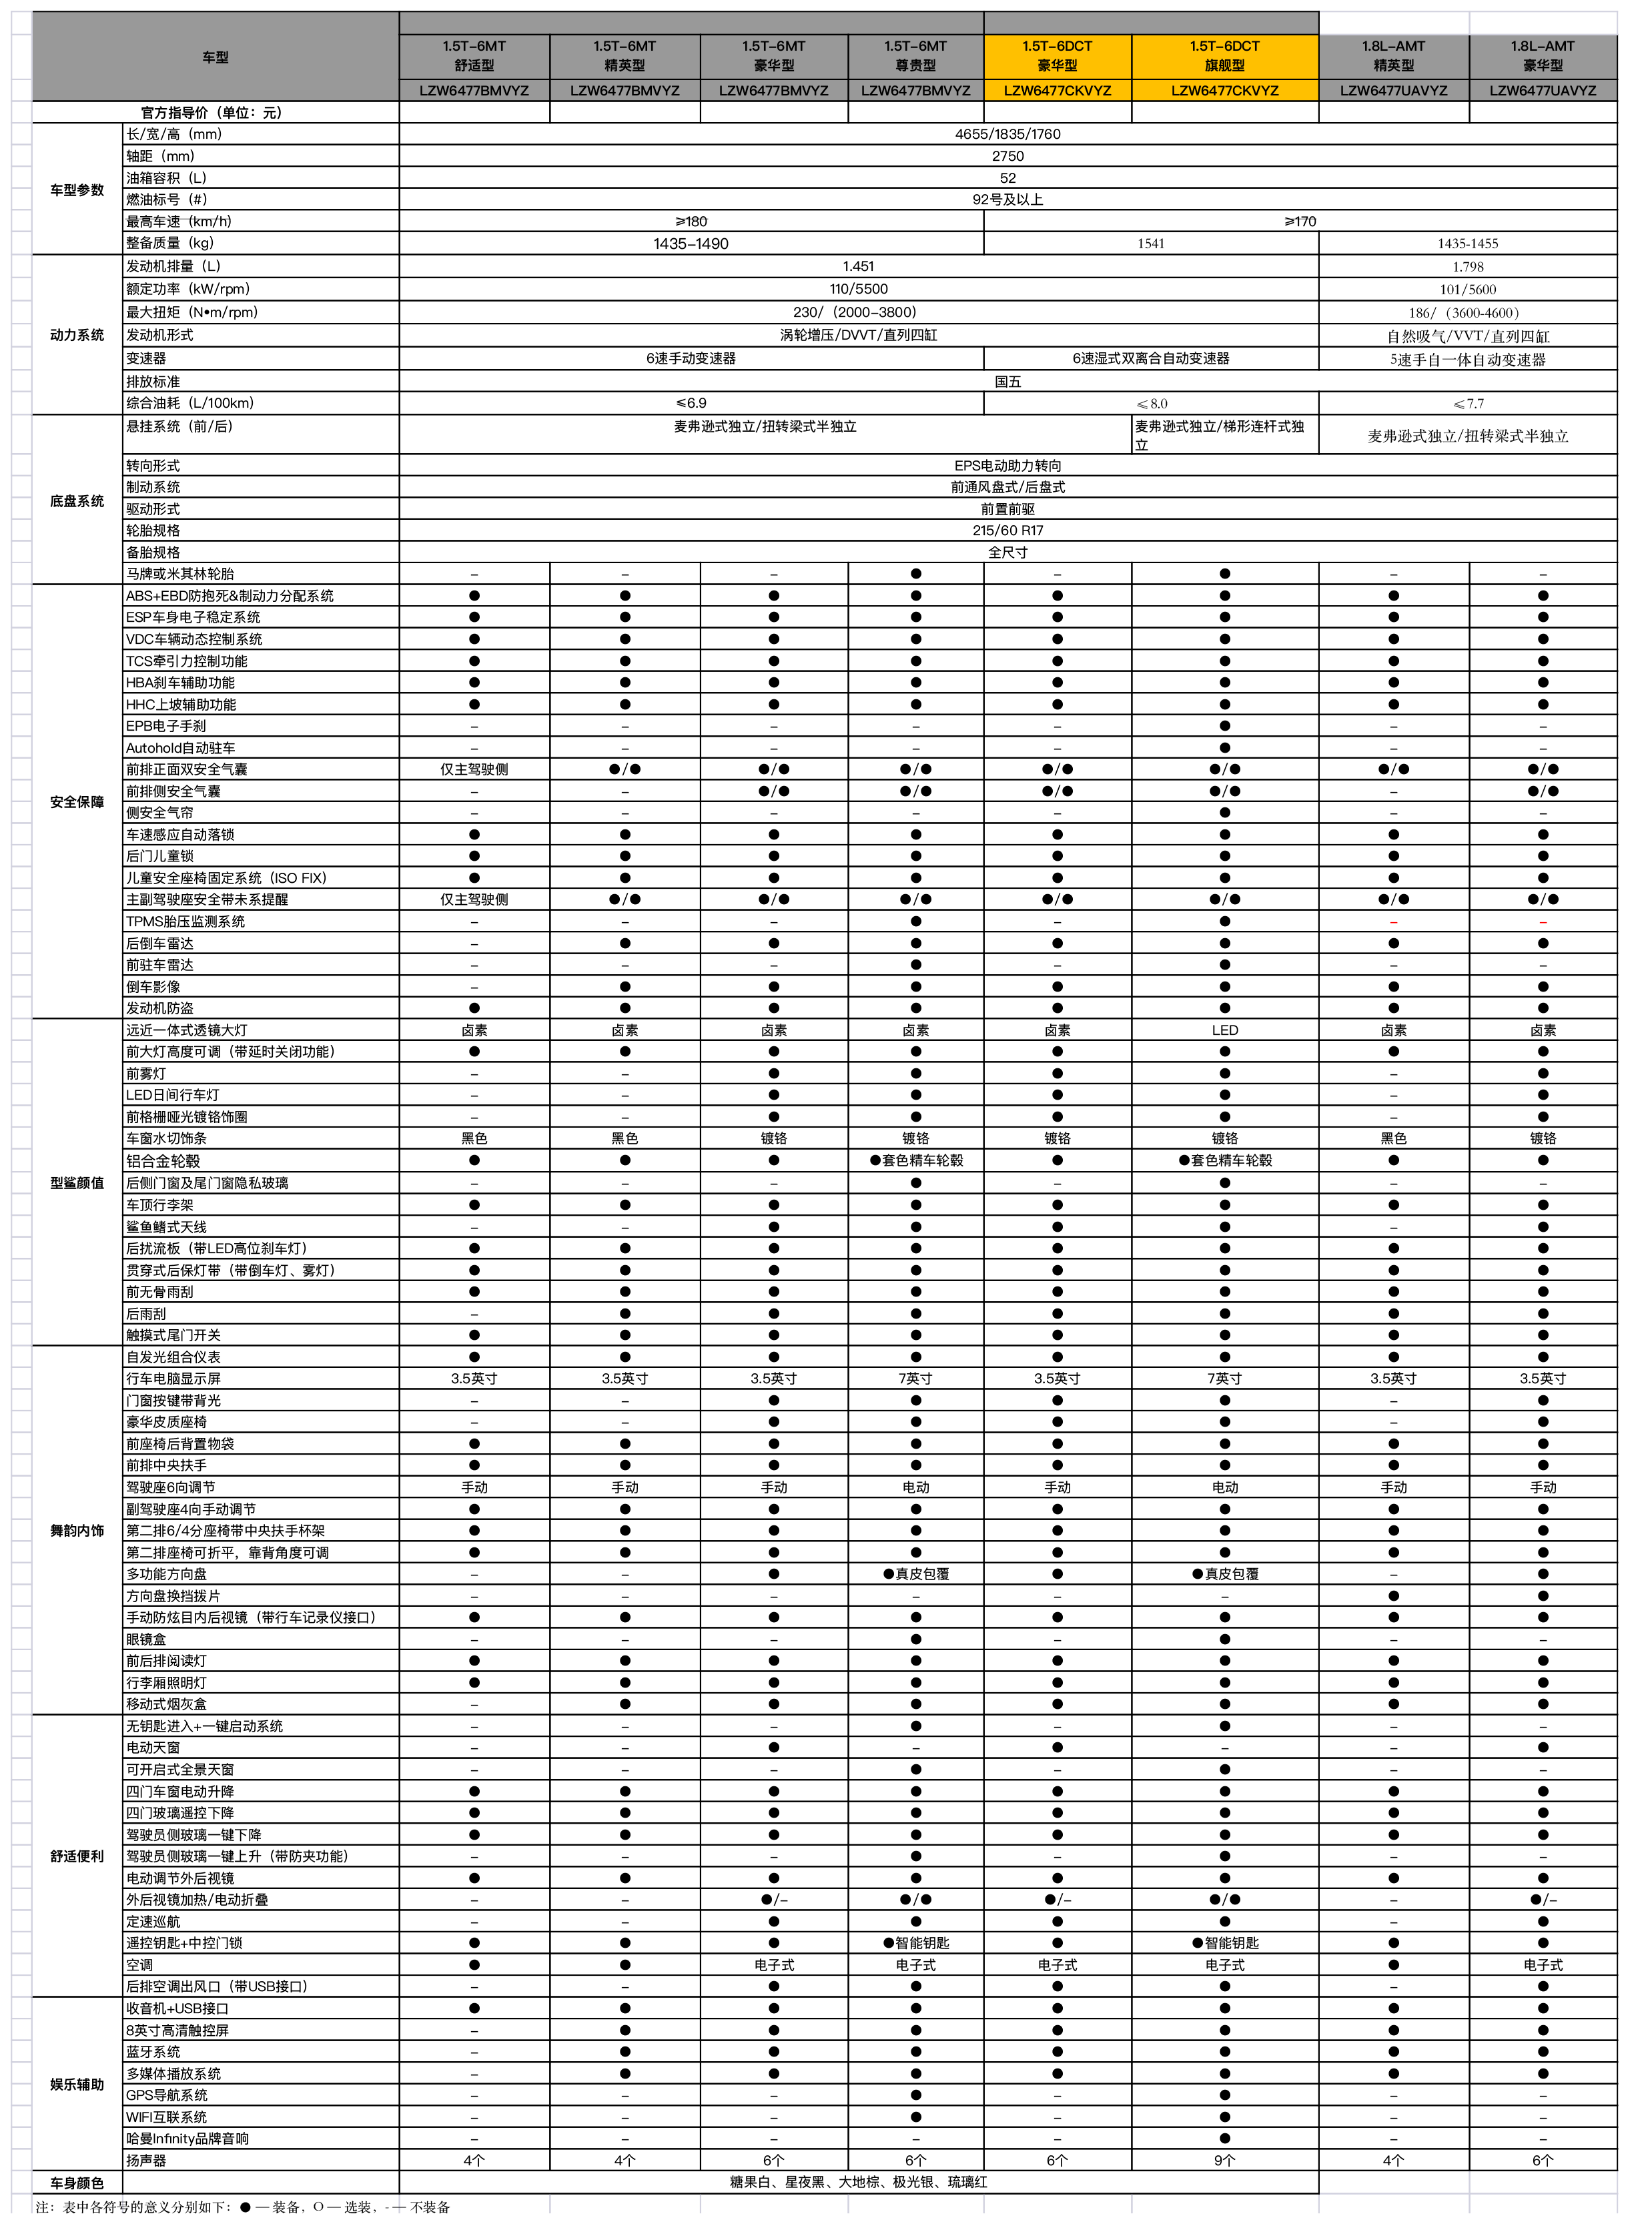 车型 1.5T-6MT 舒适型 1.5T-6MT 精英型 1.5T-6MT 豪华型 1.5T-6MT 尊贵型 1.5T-6DCT 豪华型 1.5T-6DCT 旗舰型 1.8L-AMT 精英型 1.8L-AMT 豪华型
LZW6477BMVYZ LZW6477BMVYZ LZW6477BMVYZ LZW6477BMVYZ LZW6477CKVYZ LZW6477CKVYZ LZW6477UAVYZ LZW6477UAVYZ
官方指导价（单位：元）
车型参数
长/宽/高（mm） 4655/1835/1760
轴距（mm） 2750
油箱容积（L） 52
燃油标号（#） 92号及以上
最高车速（km/h） ≥180 ≥170
整备质量（kg） 1435-1490 1541 1435-1455
动力系统
发动机排量（L） 1.451 1.798
额定功率（kW/rpm） 110/5500 101/5600
最大扭矩（N•m/rpm） 230/（2000-3800） 186/（3600-4600）
发动机形式 涡轮增压/DVVT/直列四缸 自然吸气/VVT/直列四缸
变速器 6速手动变速器 6速湿式双离合自动变速器 5速手自一体自动变速器
排放标准 国五
综合油耗（L/100km） ≤6.9 ≤8.0 ≤7.7
底盘系统
悬挂系统（前/后） 麦弗逊式独立/扭转梁式半独立 麦弗逊式独立/梯形连杆式独立 麦弗逊式独立/扭转梁式半独立
转向形式 EPS电动助力转向
制动系统 前通风盘式/后盘式
驱动形式 前置前驱
轮胎规格 215/60 R17
备胎规格 全尺寸
马牌或米其林轮胎 - - - ● - ● - -
安全保障
ABS+EBD防抱死&制动力分配系统 ● ● ● ● ● ● ● ●
ESP车身电子稳定系统 ● ● ● ● ● ● ● ●
VDC车辆动态控制系统 ● ● ● ● ● ● ● ●
TCS牵引力控制功能 ● ● ● ● ● ● ● ●
HBA刹车辅助功能 ● ● ● ● ● ● ● ●
HHC上坡辅助功能 ● ● ● ● ● ● ● ●
EPB电子手刹 - - - - - ● - -
Autohold自动驻车 - - - - - ● - -
前排正面双安全气囊 仅主驾驶侧 ●/● ●/● ●/● ●/● ●/● ●/● ●/●
前排侧安全气囊 - - ●/● ●/● ●/● ●/● - ●/●
侧安全气帘 - - - - - ● - -
车速感应自动落锁 ● ● ● ● ● ● ● ●
后门儿童锁 ● ● ● ● ● ● ● ●
儿童安全座椅固定系统（ISO FIX） ● ● ● ● ● ● ● ●
主副驾驶座安全带未系提醒 仅主驾驶侧 ●/● ●/● ●/● ●/● ●/● ●/● ●/●
TPMS胎压监测系统 - - - ● - ● - -
后倒车雷达 - ● ● ● ● ● ● ●
前驻车雷达 - - - ● - ● - -
倒车影像 - ● ● ● ● ● ● ●
发动机防盗 ● ● ● ● ● ● ● ●
型鲨颜值
远近一体式透镜大灯 卤素 卤素 卤素 卤素 卤素 LED 卤素 卤素
前大灯高度可调（带延时关闭功能） ● ● ● ● ● ● ● ●
前雾灯 - - ● ● ● ● - ●
LED日间行车灯 - - ● ● ● ● - ●
前格栅哑光镀铬饰圈 - - ● ● ● ● - ●
车窗水切饰条 黑色 黑色 镀铬 镀铬 镀铬 镀铬 黑色 镀铬
铝合金轮毂 ● ● ● ●套色精车轮毂 ● ●套色精车轮毂 ● ●
后侧门窗及尾门窗隐私玻璃 - - - ● - ● - -
车顶行李架 ● ● ● ● ● ● ● ●
鲨鱼鳍式天线 - - ● ● ● ● - ●
后扰流板（带LED高位刹车灯） ● ● ● ● ● ● ● ●
贯穿式后保灯带（带倒车灯、雾灯） ● ● ● ● ● ● ● ●
前无骨雨刮 ● ● ● ● ● ● ● ●
后雨刮 - ● ● ● ● ● ● ●
触摸式尾门开关 ● ● ● ● ● ● ● ●
舞韵内饰
自发光组合仪表 ● ● ● ● ● ● ● ●
行车电脑显示屏 3.5英寸 3.5英寸 3.5英寸 7英寸 3.5英寸 7英寸 3.5英寸 3.5英寸
门窗按键带背光 - - ● ● ● ● - ●
豪华皮质座椅 - - ● ● ● ● - ●
前座椅后背置物袋 ● ● ● ● ● ● ● ●
前排中央扶手 ● ● ● ● ● ● ● ●
驾驶座6向调节 手动 手动 手动 电动 手动 电动 手动 手动
副驾驶座4向手动调节 ● ● ● ● ● ● ● ●
第二排6/4分座椅带中央扶手杯架 ● ● ● ● ● ● ● ●
第二排座椅可折平，靠背角度可调 ● ● ● ● ● ● ● ●
多功能方向盘 - - ● ●真皮包覆 ● ●真皮包覆 - ●
方向盘换挡拨片 - - - - - - ● ●
手动防炫目内后视镜（带行车记录仪接口） ● ● ● ● ● ● ● ●
眼镜盒 - - - ● - ● - -
前后排阅读灯 ● ● ● ● ● ● ● ●
行李厢照明灯 ● ● ● ● ● ● ● ●
移动式烟灰盒 - ● ● ● ● ● ● ●
舒适便利
无钥匙进入+一键启动系统 - - - ● - ● - -
电动天窗 - - ● - ● - - ●
可开启式全景天窗 - - - ● - ● - -
四门车窗电动升降 ● ● ● ● ● ● ● ●
四门玻璃遥控下降 ● ● ● ● ● ● ● ●
驾驶员侧玻璃一键下降 ● ● ● ● ● ● ● ●
驾驶员侧玻璃一键上升（带防夹功能） - - - ● - ● - -
电动调节外后视镜 ● ● ● ● ● ● ● ●
外后视镜加热/电动折叠 - - ●/- ●/● ●/- ●/● - ●/-
定速巡航 - - ● ● ● ● - ●
遥控钥匙+中控门锁 ● ● ● ●智能钥匙 ● ●智能钥匙 ● ●
空调 ● ● 电子式 电子式 电子式 电子式 ● 电子式
后排空调出风口（带USB接口） - - ● ● ● ● - ●
娱乐辅助
收音机+USB接口 ● ● ● ● ● ● ● ●
8英寸高清触控屏 - ● ● ● ● ● ● ●
蓝牙系统 - ● ● ● ● ● ● ●
多媒体播放系统 - ● ● ● ● ● ● ●
GPS导航系统 - - - ● - ● - -
WIFI互联系统 - - - ● - ● - -
哈曼Infinity品牌音响 - - - - - ● - -
扬声器 4个 4个 6个 6个 6个 9个 4个 6个
车身颜色 糖果白、星夜黑、大地棕、极光银、琉璃红
注：表中各符号的意义分别如下：● — 装备，O — 选装，- — 不装备